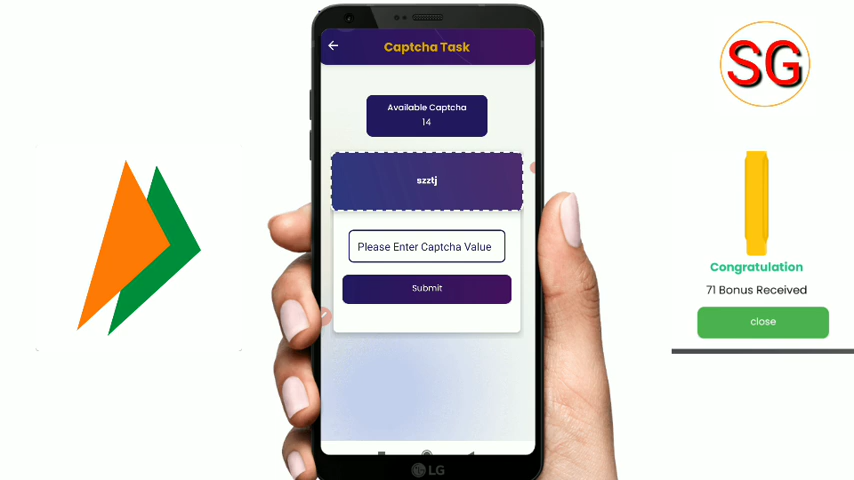 Captcha Task
Available Captcha
14
szztj
Please Enter Captcha Value
Submit
LG
SG
Congratulation
71 Bonus Received
close